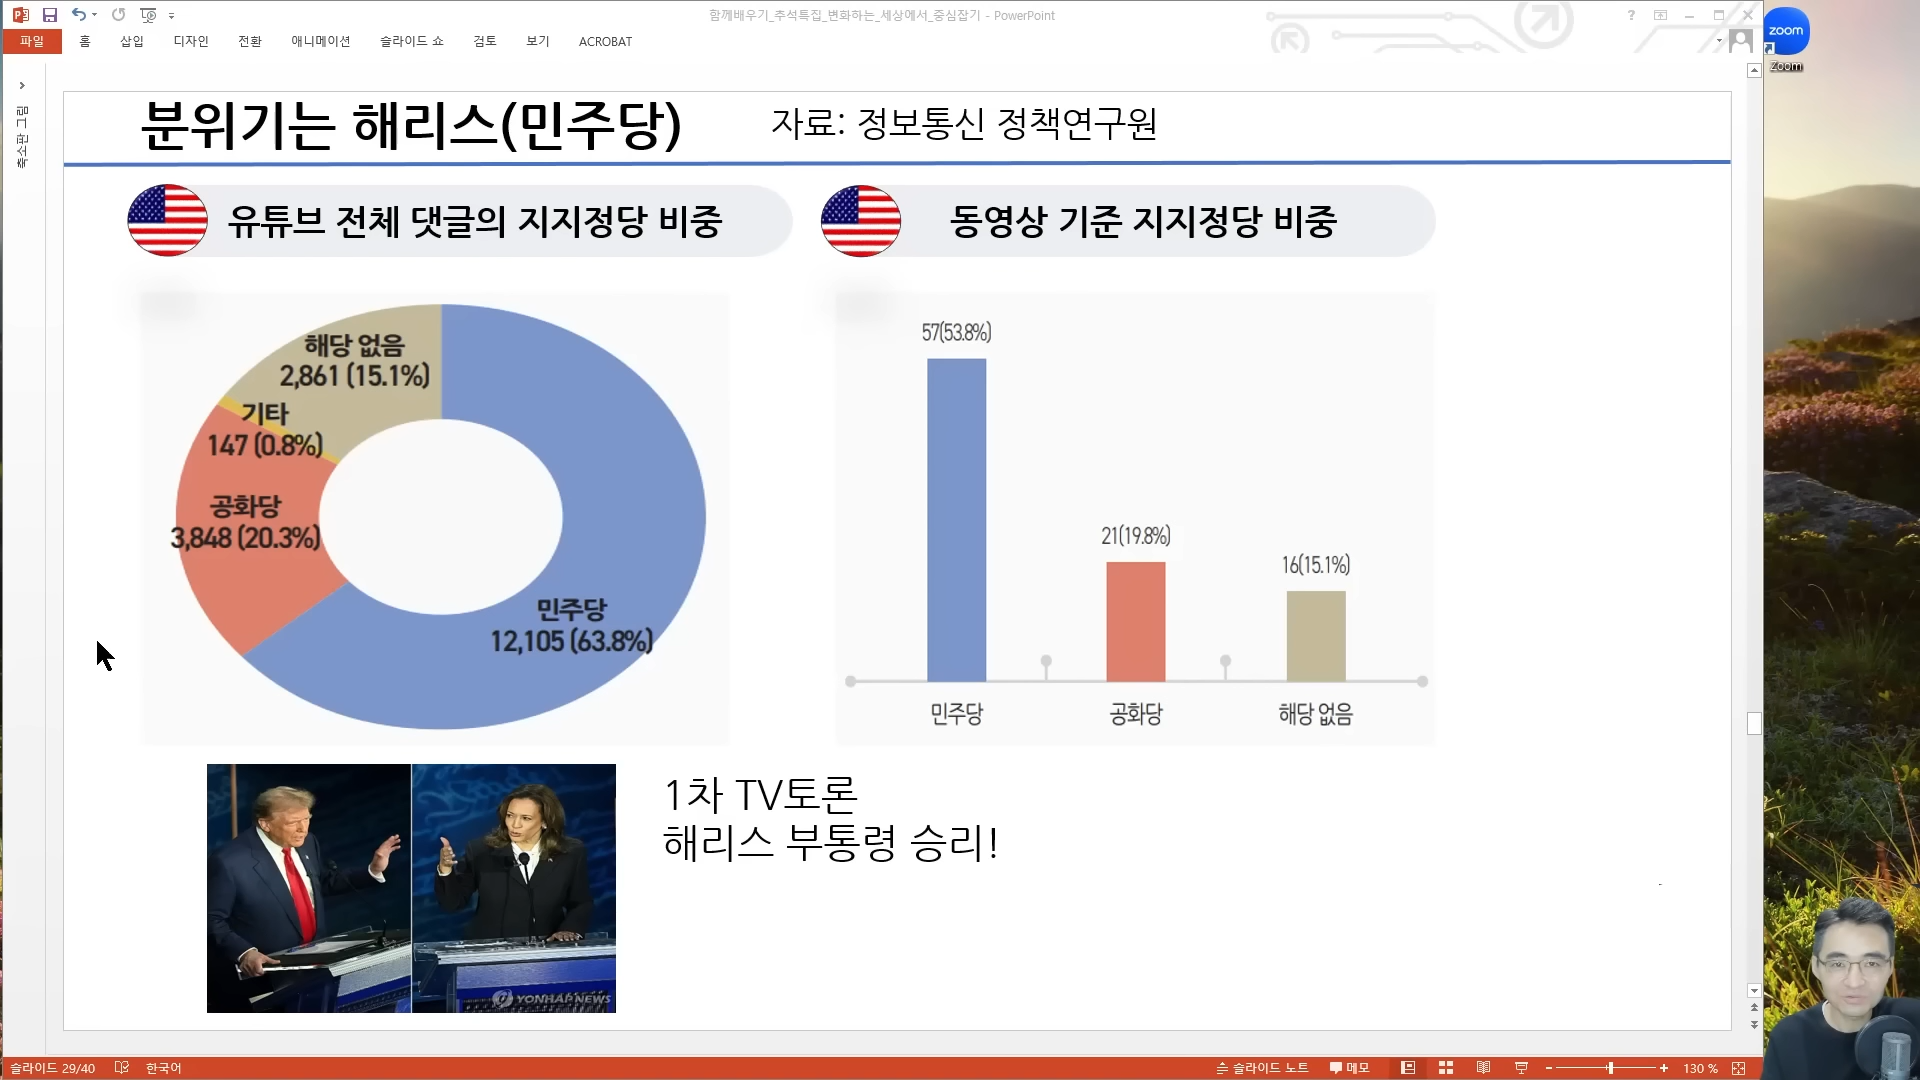 함께배우기_추석특집_변화하는_세상에서_중심잡기 - PowerPoint
파일 홈 삽입 디자인 전환 애니메이션 슬라이드 쇼 검토 보기 ACROBAT
zoom
Zoom
축소판 그림
분위기는 해리스(민주당)
자료: 정보통신 정책연구원
유튜브 전체 댓글의 지지정당 비중
동영상 기준 지지정당 비중
해당 없음
2,861 (15.1%)
기타
147 (0.8%)
공화당
3,848 (20.3%)
민주당
12,105 (63.8%)
57(53.8%)
21(19.8%)
16(15.1%)
민주당
공화당
해당 없음
1차 TV토론
해리스 부통령 승리!
YONHAP NEWS
슬라이드 29/40 한국어 슬라이드 노트 메모 130 %